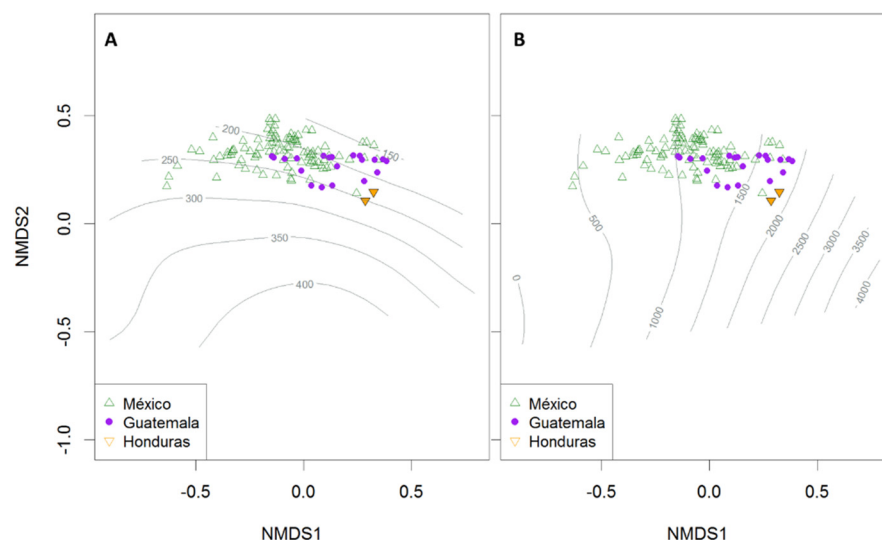 A
B
0.5
0.0
-0.5
-1.0
NMDS2
200
150
250
300
350
400
0
500
1000
1500
2000
2500
3000
3500
4000
México
Guatemala
Honduras
México
Guatemala
Honduras
-0.5 0.0 0.5
-0.5 0.0 0.5
NMDS1
NMDS1